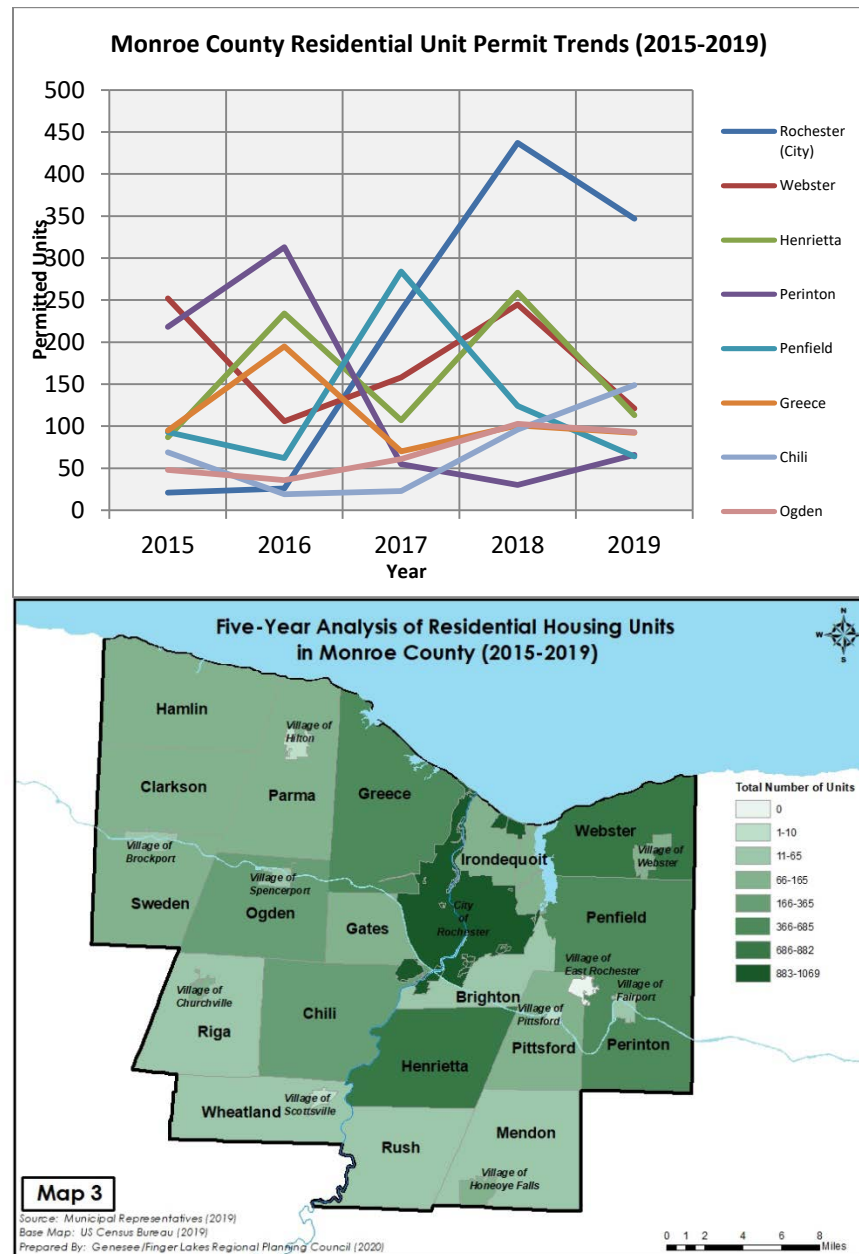 Monroe County Residential Unit Permit Trends (2015-2019)
500
450
400
350
300
250
200
150
100
50
0
Permitted Units
2015 2016 2017 2018 2019
Year
Rochester
(City)
Webster
Henrietta
Perinton
Penfield
Greece
Chili
Ogden
Five-Year Analysis of Residential Housing Units
in Monroe County (2015-2019)
N
W E
S
Hamlin
Village of
Hilton
Clarkson
Parma
Greece
Village of
Brockport
Sweden
Village of
Spencerport
Ogden
Gates
City
of
Rochester
Irondequoit
Webster
Village of
Webster
Penfield
Village of
East Rochester
Village of
Fairport
Perinton
Brighton
Village of
Pittsford
Pittsford
Village of
Churchville
Riga
Chili
Henrietta
Wheatland
Village of
Scottsville
Rush
Mendon
Village of
Honeoye Falls
Total Number of Units
0
1-10
11-65
66-165
166-365
366-685
686-882
883-1069
Map 3
Source: Municipal Representatives (2019)
Base Map: US Census Bureau (2019)
Prepared By: Genesee/Finger Lakes Regional Planning Council (2020)
0 1 2 4 6 8
Miles